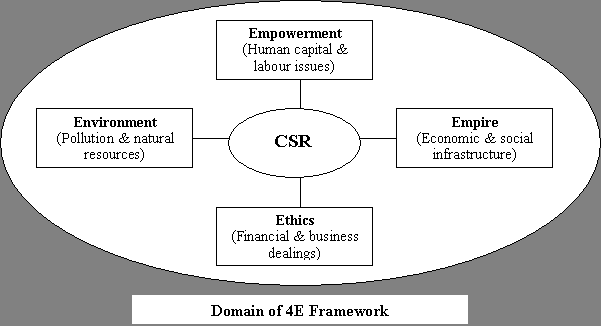 Empowerment
(Human capital &
labour issues)
Environment
(Pollution & natural
resources)
CSR
Empire
(Economic & social
infrastructure)
Ethics
(Financial & business
dealings)
Domain of 4E Framework